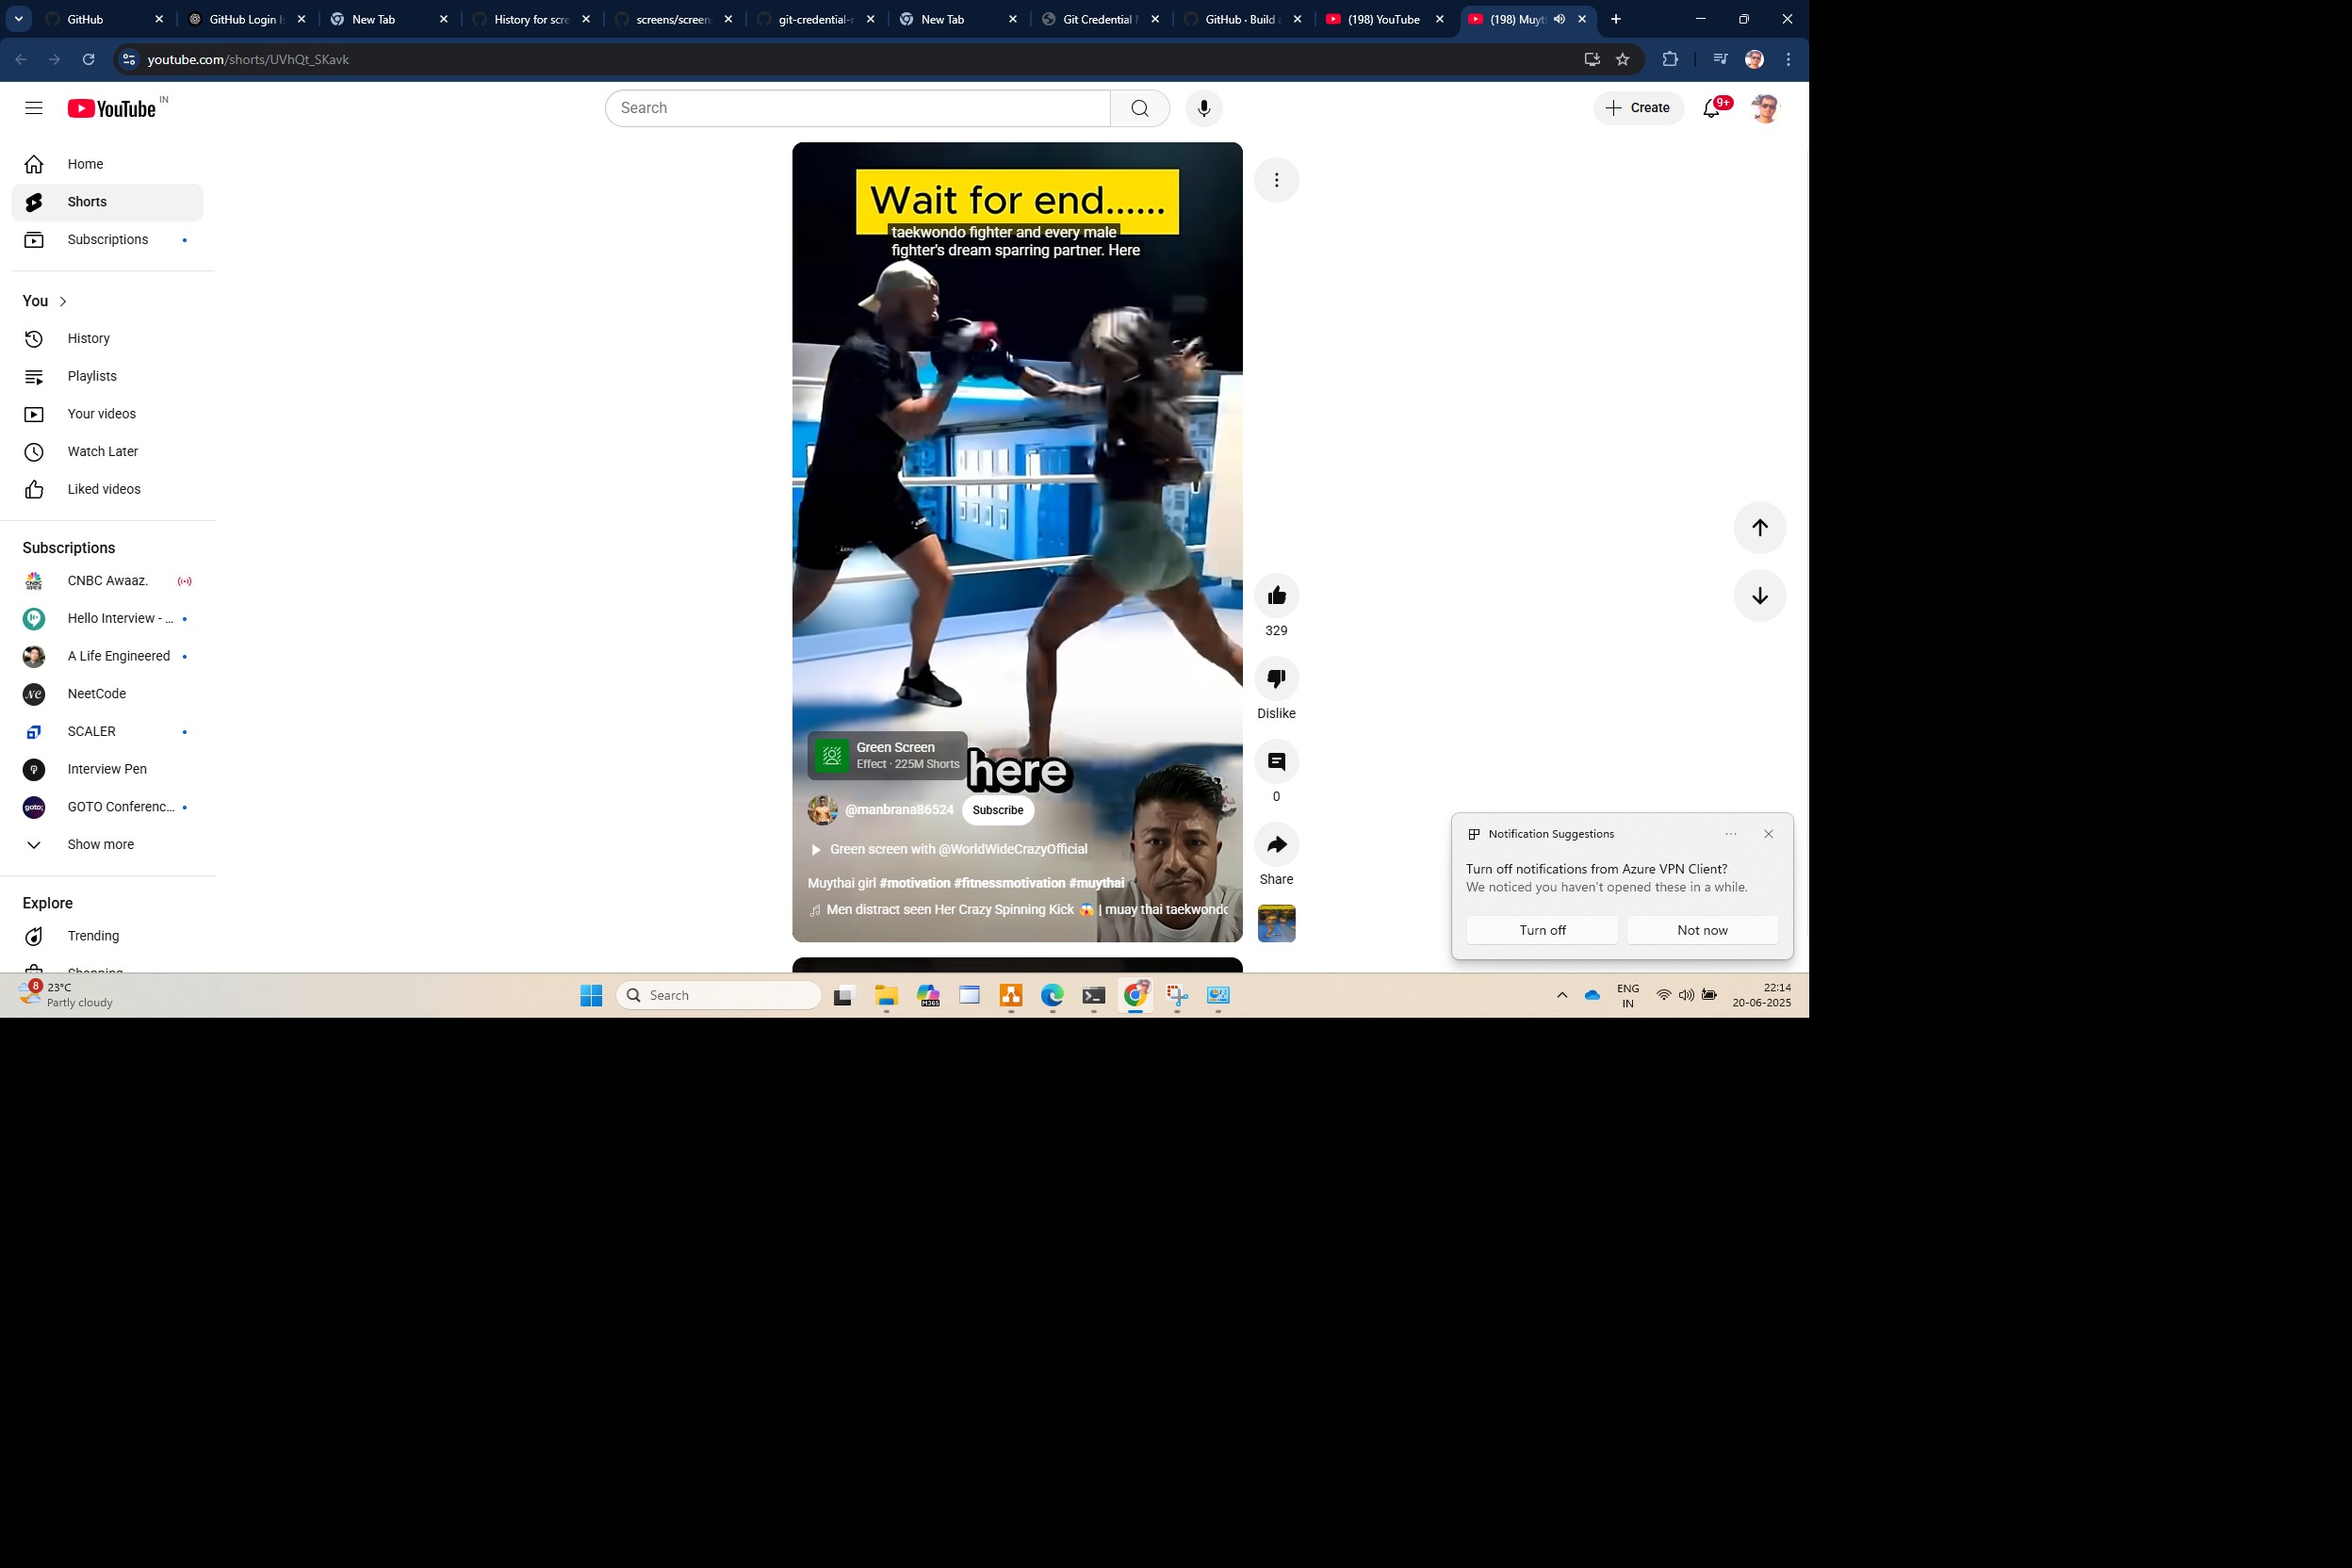 GitHub
GitHub Login Is
New Tab
History for scre
screens/screen
git-credential-
New Tab
Git Credential
GitHub · Build
(198) YouTube
(198) Muyt
youtube.com/shorts/UVhQt_SKavk
YouTube IN
Search
Create
9+
Home
Shorts
Subscriptions
You
History
Playlists
Your videos
Watch Later
Liked videos
Subscriptions
CNBC Awaaz.
Hello Interview - ...
A Life Engineered
NeetCode
SCALER
Interview Pen
GOTO Conferenc...
Show more
Explore
Trending
Shopping
Wait for end......
taekwondo fighter and every male
fighter's dream sparring partner. Here
Green Screen
Effect · 225M Shorts
here
@manbrana86524
Subscribe
Green screen with @WorldWideCrazyOfficial
Muythai girl #motivation #fitnessmotivation #muythai
Men distract seen Her Crazy Spinning Kick 😱 | muay thai taekwondo
329
Dislike
0
Share
Notification Suggestions
Turn off notifications from Azure VPN Client?
We noticed you haven't opened these in a while.
Turn off
Not now
8
23°C
Partly cloudy
Search
M365
ENG
IN
22:14
20-06-2025